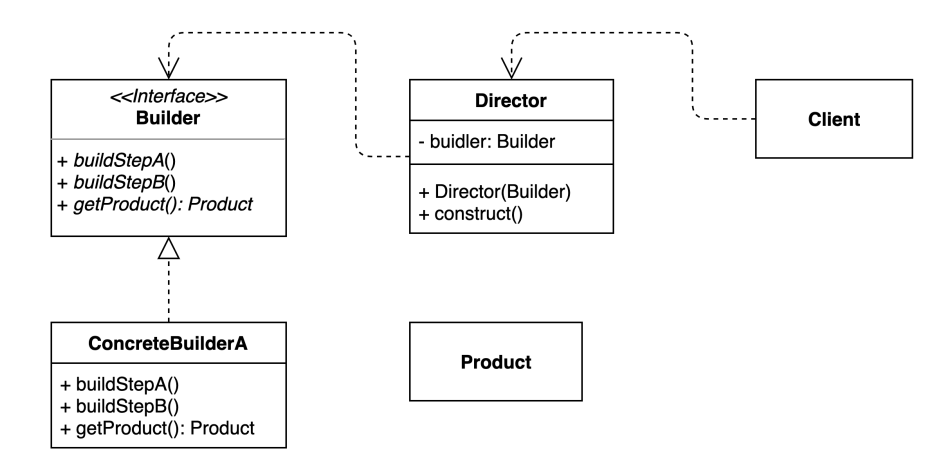 <<Interface>>
Builder
+ buildStepA()
+ buildStepB()
+ getProduct(): Product
Director
- buidler: Builder
+ Director(Builder)
+ construct()
Client
ConcreteBuilderA
+ buildStepA()
+ buildStepB()
+ getProduct(): Product
Product